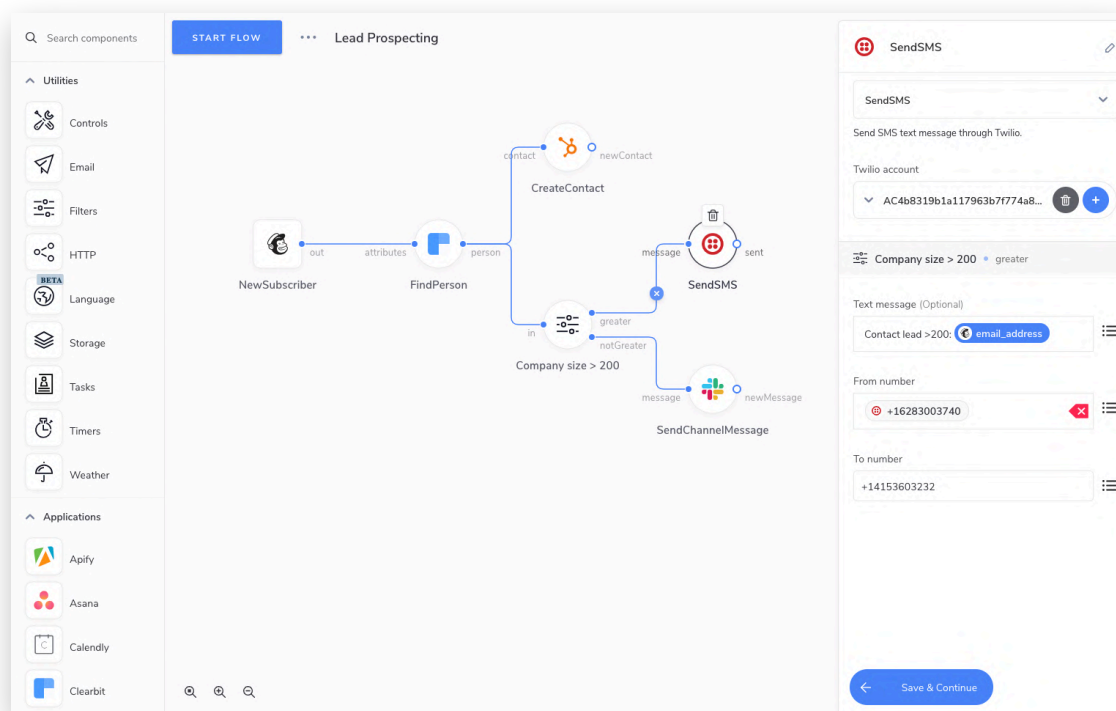 Search components
START FLOW
Lead Prospecting
Utilities
Controls
Email
Filters
HTTP
BETA
Language
Storage
Tasks
Timers
Weather
Applications
Apify
Asana
Calendly
Clearbit
contact
newContact
CreateContact
out
attributes
person
NewSubscriber
FindPerson
message
sent
SendSMS
in
greater
notGreater
Company size > 200
message
newMessage
SendChannelMessage
SendSMS
SendSMS
Send SMS text message through Twilio.
Twilio account
AC4b8319b1a117963b7f774a8...
Company size > 200 • greater
Text message (Optional)
Contact lead >200: email_address
From number
+16283003740
To number
+14153603232
Save & Continue